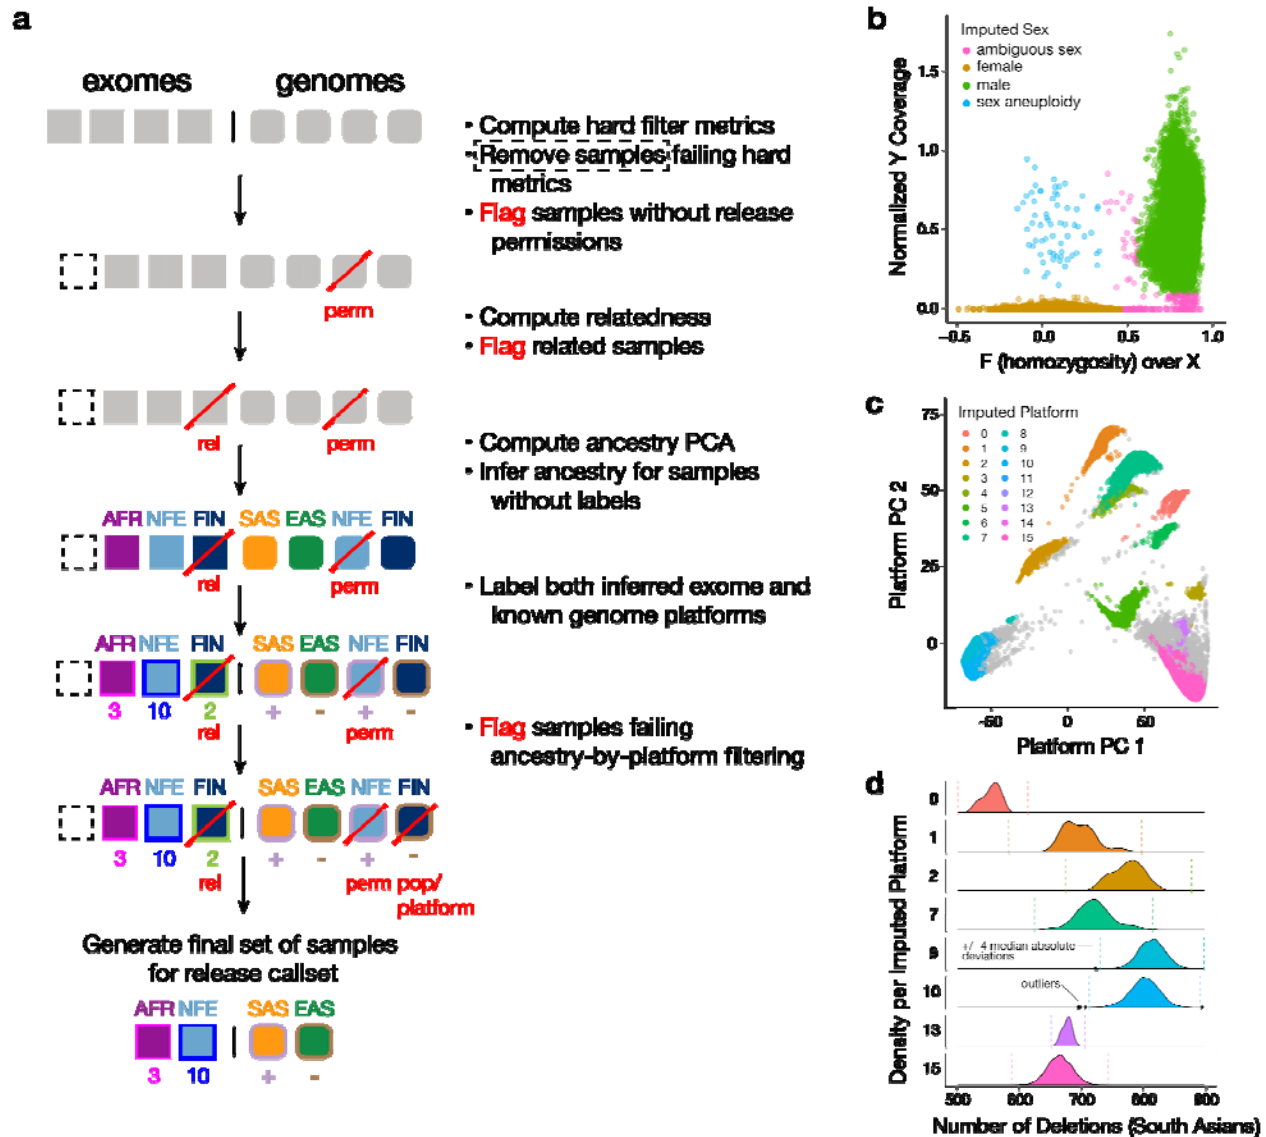 a
exomes genomes
• Compute hard filter metrics
• Remove samples failing hard
metrics
• Flag samples without release
permissions
perm
• Compute relatedness
• Flag related samples
rel perm
• Compute ancestry PCA
• Infer ancestry for samples
without labels
AFR NFE FIN SAS EAS NFE FIN
rel perm
• Label both inferred exome and
known genome platforms
AFR NFE FIN SAS EAS NFE FIN
3 10 2 + - + -
rel perm
• Flag samples failing
ancestry-by-platform filtering
AFR NFE FIN SAS EAS NFE FIN
3 10 2 + - + -
rel perm pop/
platform
Generate final set of samples
for release callset
AFR NFE SAS EAS
3 10 + -
b
Imputed Sex
ambiguous sex
female
male
sex aneuploidy
Normalized Y Coverage
1.5
1.0
0.5
0.0
-0.5 0.0 0.5 1.0
F (homozygosity) over X
c
Imputed Platform
0 8
1 9
2 10
3 11
4 12
5 13
6 14
7 15
Platform PC 2
75
50
25
0
-50 0 50
Platform PC 1
d
Density per Imputed Platform
0
1
2
7
9
10
13
15
+/- 4 median absolute
deviations
outliers
500 600 700 800 900
Number of Deletions (South Asians)